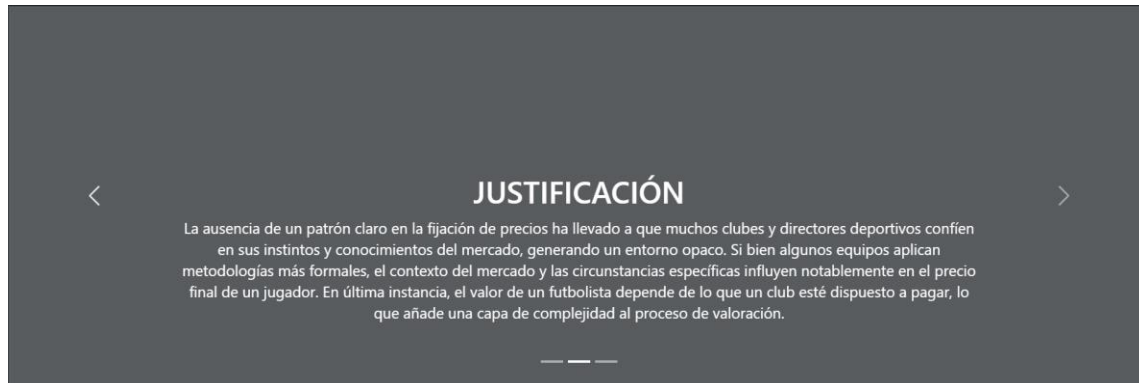 JUSTIFICACIÓN
La ausencia de un patrón claro en la fijación de precios ha llevado a que muchos clubes y directores deportivos confíen
en sus instintos y conocimientos del mercado, generando un entorno opaco. Si bien algunos equipos aplican
metodologías más formales, el contexto del mercado y las circunstancias específicas influyen notablemente en el precio
final de un jugador. En última instancia, el valor de un futbolista depende de lo que un club esté dispuesto a pagar, lo
que añade una capa de complejidad al proceso de valoración.